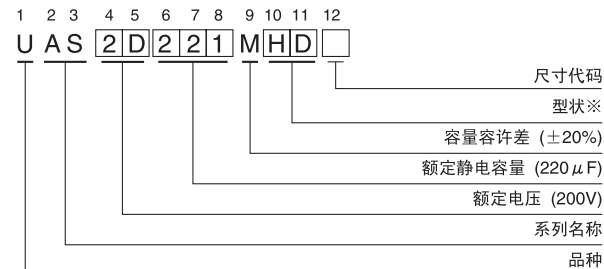 1 2 3 4 5 6 7 8 9 10 11 12
U A S 2 D 2 2 1 M H D
尺寸代码
型状※
容量容许差 (±20%)
额定静电容量 (220μF)
额定电压 (200V)
系列名称
品种